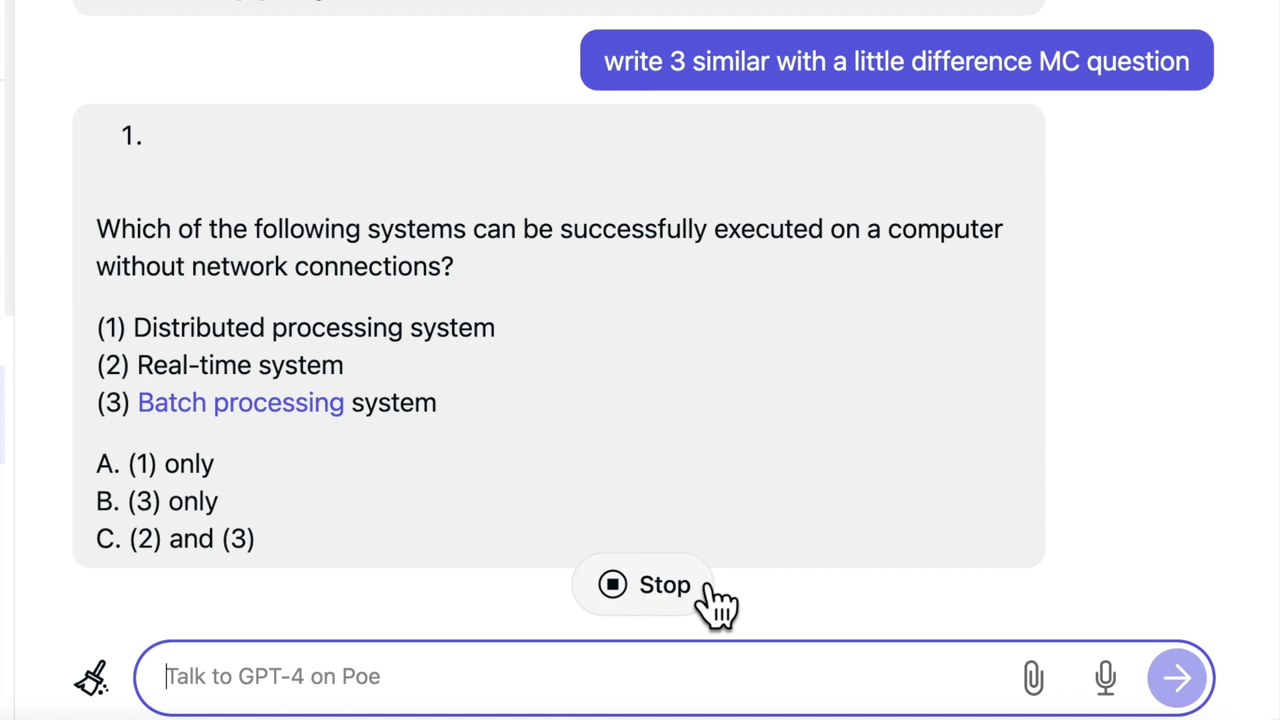 write 3 similar with a little difference MC question
1.
Which of the following systems can be successfully executed on a computer
without network connections?
(1) Distributed processing system
(2) Real-time system
(3) Batch processing system
A. (1) only
B. (3) only
C. (2) and (3)
Stop
Talk to GPT-4 on Poe